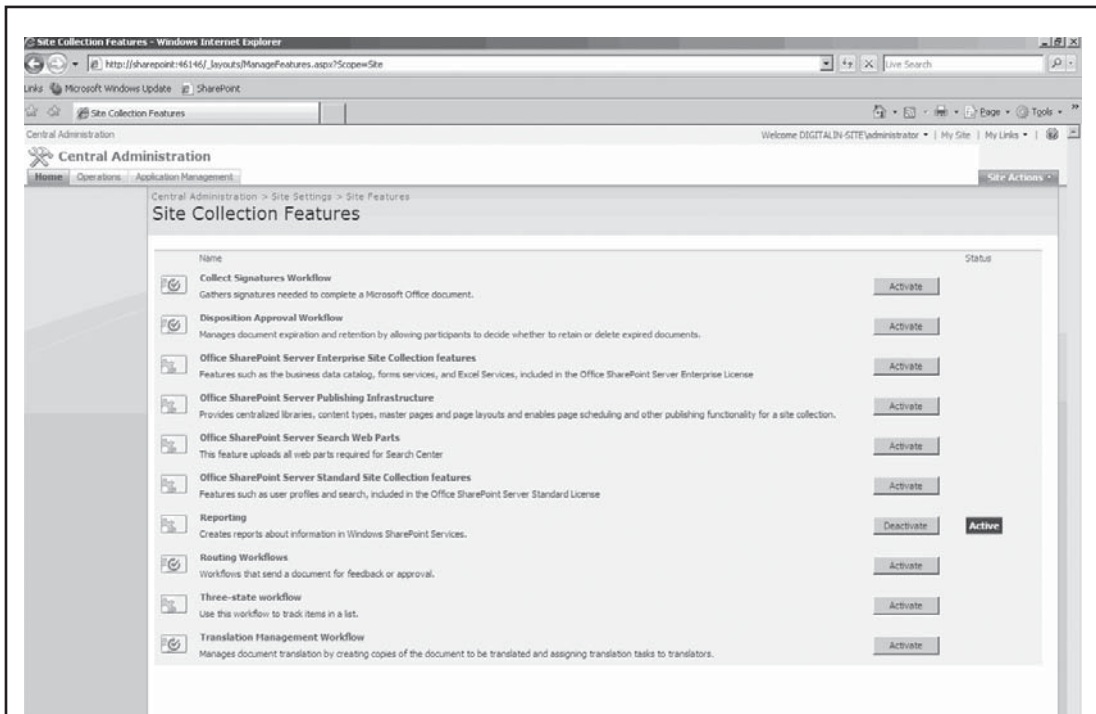 Site Collection Features - Windows Internet Explorer
http://sharepoint:46146/_layouts/ManageFeatures.aspx?Scope=Site
Live Search
Links Microsoft Windows Update SharePoint
Site Collection Features
Page Tools
Central Administration
Welcome DIGITALIN-SITE\administrator | My Site | My Links |
Central Administration
Home Operations Application Management
Site Actions
Central Administration > Site Settings > Site Features
Site Collection Features
Name Status
Collect Signatures Workflow
Gathers signatures needed to complete a Microsoft Office document.
Activate
Disposition Approval Workflow
Manages document expiration and retention by allowing participants to decide whether to retain or delete expired documents.
Activate
Office SharePoint Server Enterprise Site Collection features
Features such as the business data catalog, forms services, and Excel Services, included in the Office SharePoint Server Enterprise License
Activate
Office SharePoint Server Publishing Infrastructure
Provides centralized libraries, content types, master pages and page layouts and enables page scheduling and other publishing functionality for a site collection.
Activate
Office SharePoint Server Search Web Parts
This feature uploads all web parts required for Search Center
Activate
Office SharePoint Server Standard Site Collection features
Features such as user profiles and search, included in the Office SharePoint Server Standard License
Activate
Reporting
Creates reports about information in Windows SharePoint Services.
Deactivate Active
Routing Workflows
Workflows that send a document for feedback or approval.
Activate
Three-state workflow
Use this workflow to track items in a list.
Activate
Translation Management Workflow
Manages document translation by creating copies of the document to be translated and assigning translation tasks to translators.
Activate